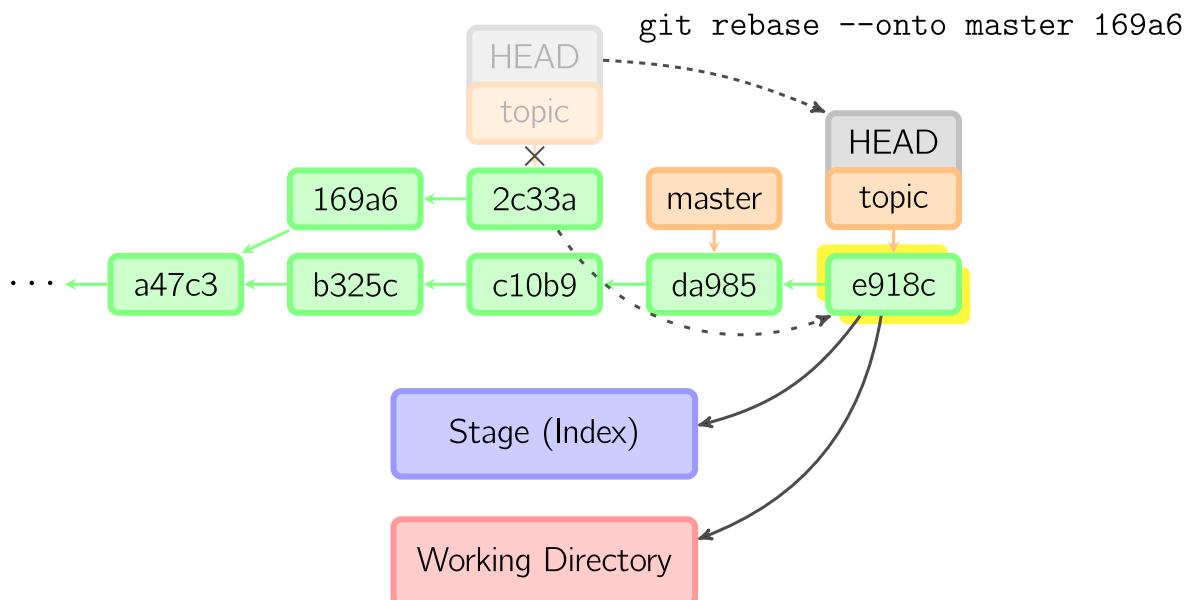 git rebase --onto master 169a6
HEAD
topic
HEAD
topic
169a6
2c33a
master
...
a47c3
b325c
c10b9
da985
e918c
Stage (Index)
Working Directory